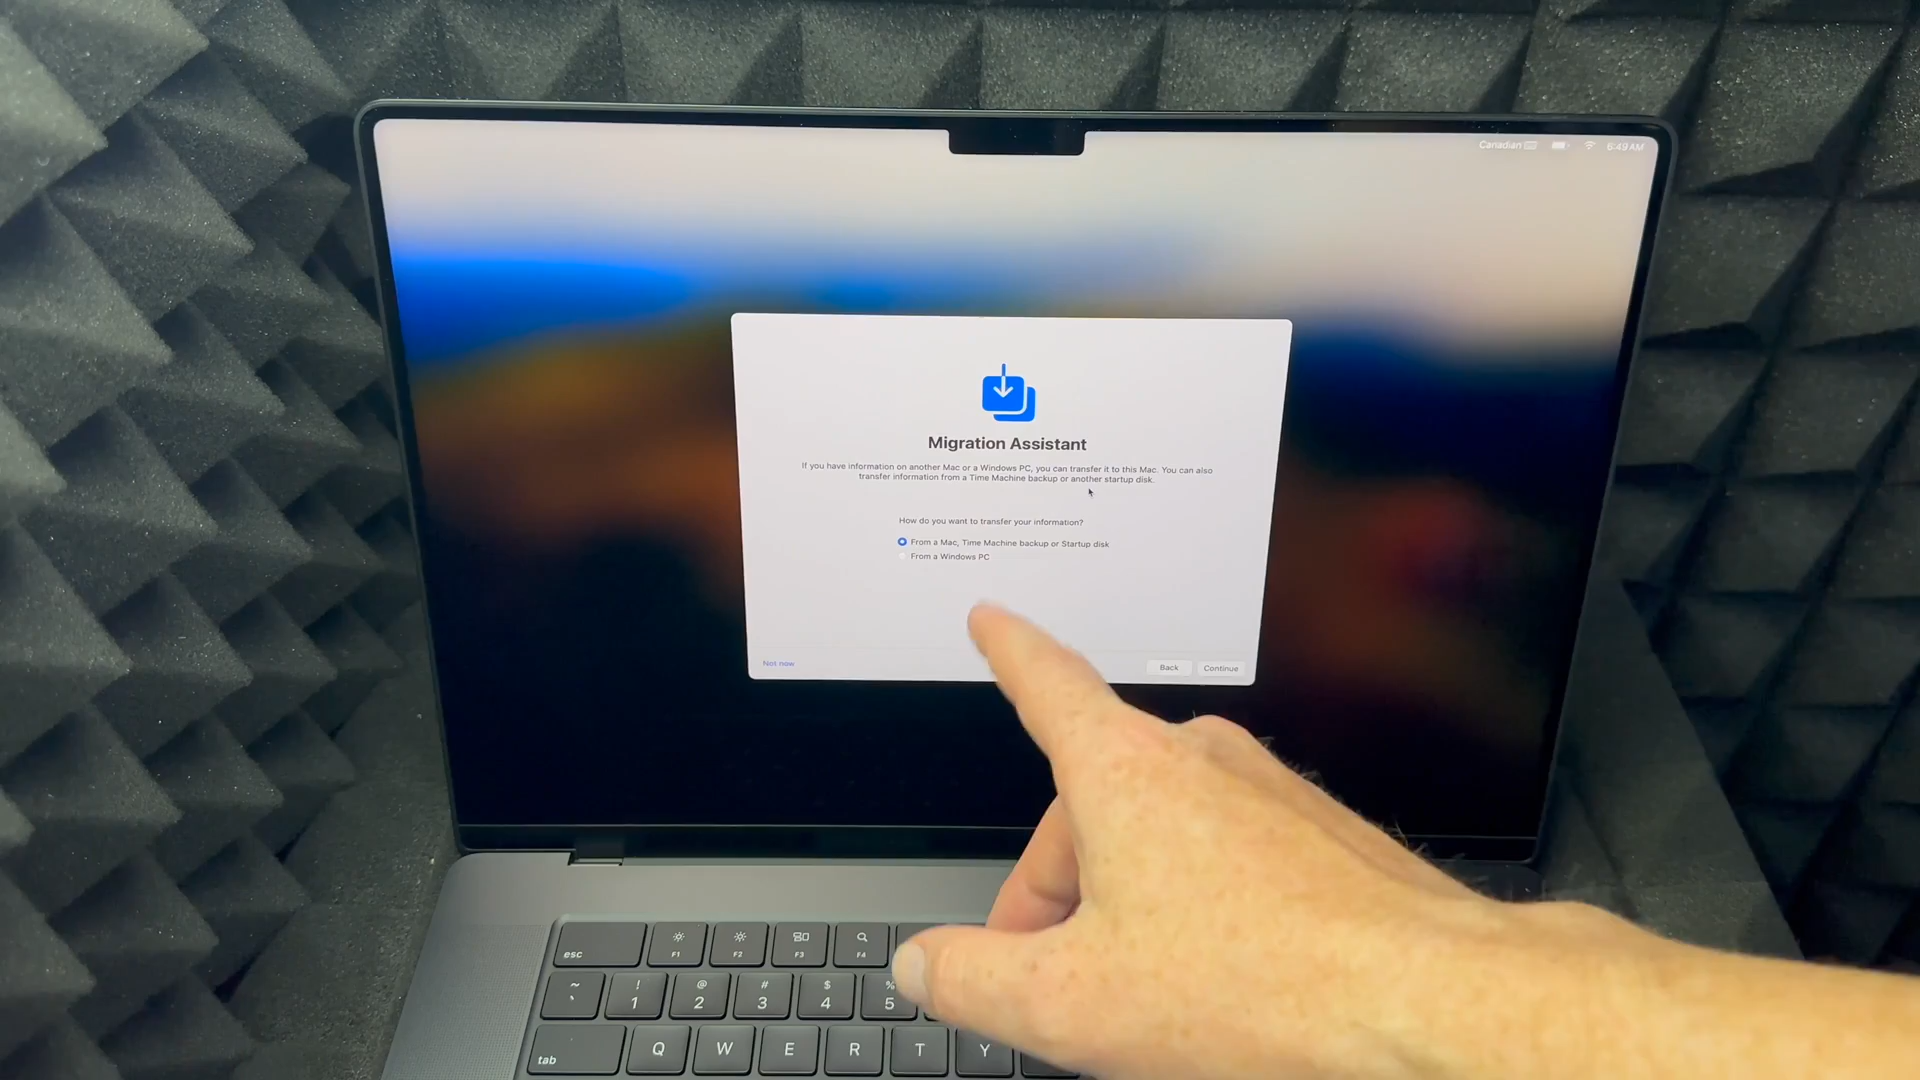 Canadian
6:49 AM
Migration Assistant
If you have information on another Mac or a Windows PC, you can transfer it to this Mac. You can also
transfer information from a Time Machine backup or another startup disk.
How do you want to transfer your information?
From a Mac, Time Machine backup or Startup disk
From a Windows PC
Not now
Back
Continue
esc
F1
F2
F3
F4
~ ! @ # $ %
` 1 2 3 4 5
tab Q W E R T Y